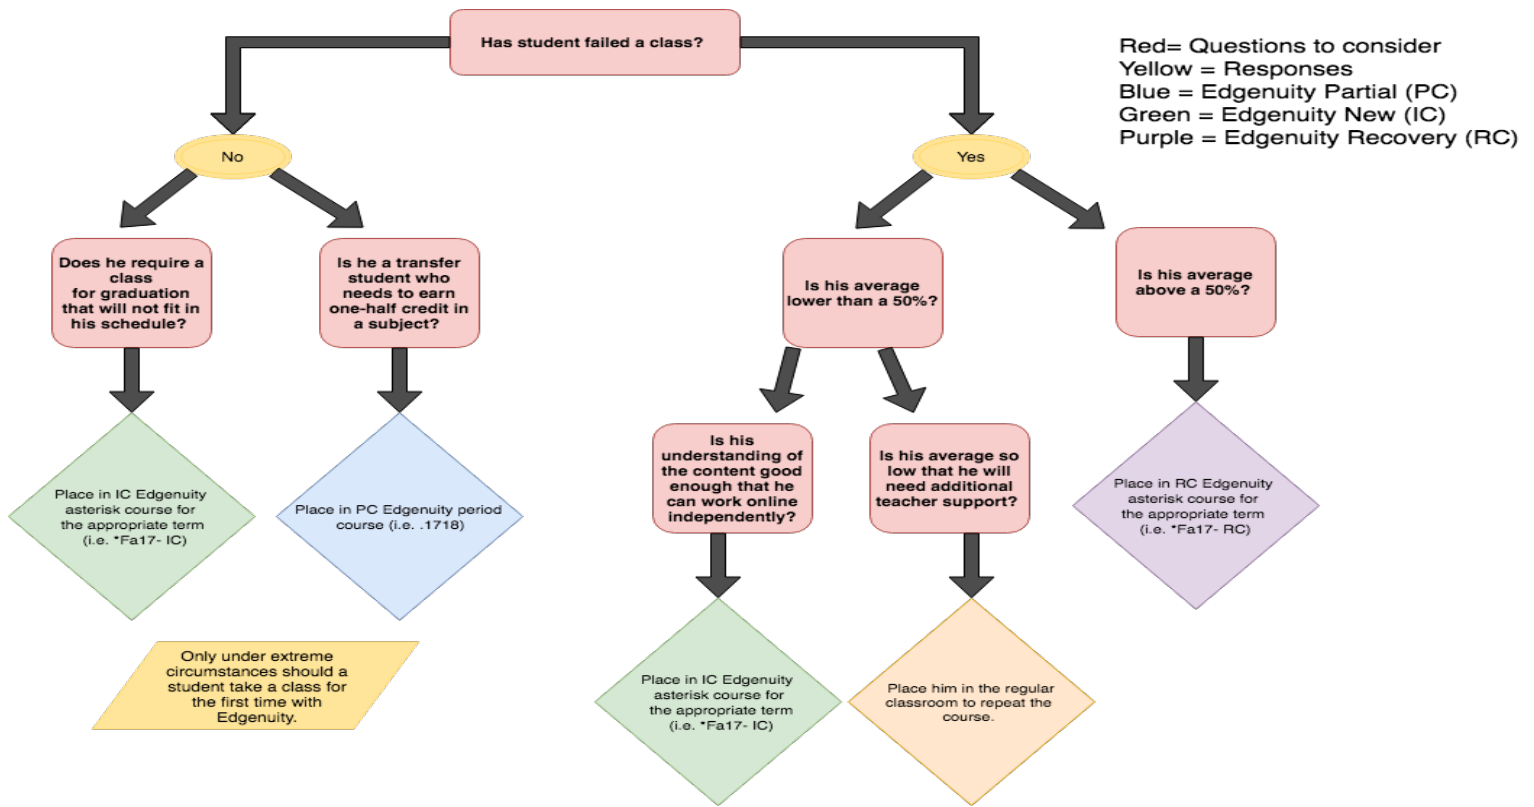 Has student failed a class?
Red= Questions to consider
Yellow = Responses
Blue = Edgenuity Partial (PC)
Green = Edgenuity New (IC)
Purple = Edgenuity Recovery (RC)
No
Yes
Does he require a
class
for graduation
that will not fit in
his schedule?
Is he a transfer
student who
needs to earn
one-half credit in
a subject?
Is his average
lower than a 50%?
Is his average
above a 50%?
Is his
understanding of
the content good
enough that he
can work online
independently?
Is his average so
low that he will
need additional
teacher support?
Place in IC Edgenuity
asterisk course for
the appropriate term
(i.e. *Fa17- IC)
Place in PC Edgenuity period
course (i.e. .1718)
Place in RC Edgenuity
asterisk course for
the appropriate term
(i.e. *Fa17- RC)
Only under extreme
circumstances should a
student take a class for
the first time with
Edgenuity.
Place in IC Edgenuity
asterisk course for
the appropriate term
(i.e. *Fa17- IC)
Place him in the regular
classroom to repeat the
course.